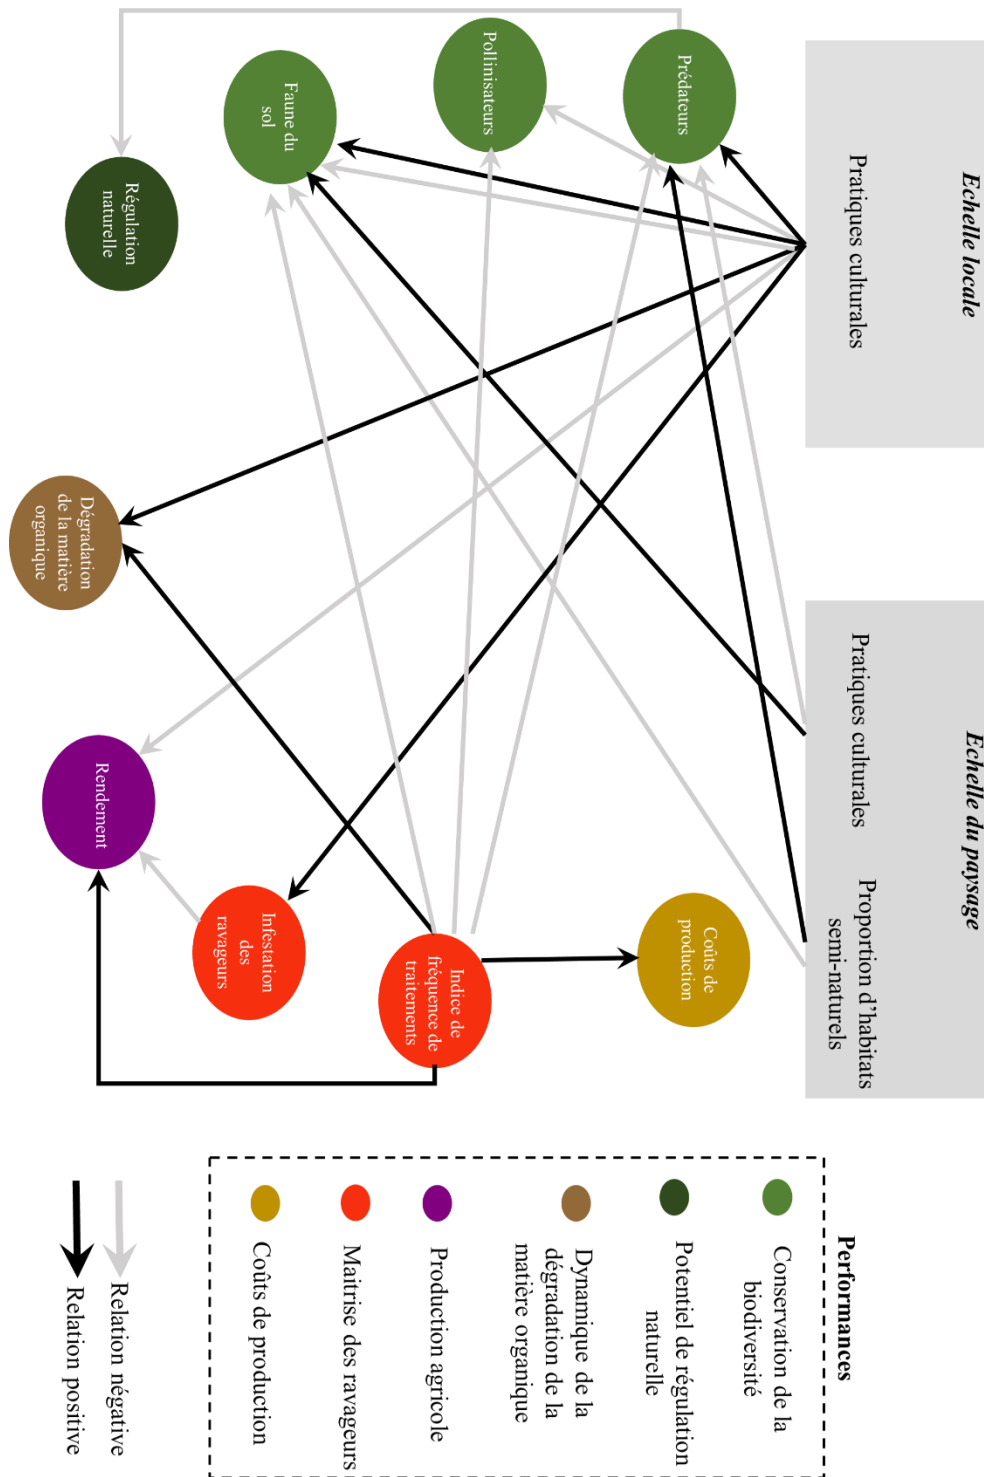 Echelle locale
Pratiques culturales
Echelle du paysage
Pratiques culturales
Proportion d’habitats
semi-naturels
Prédateurs
Pollinisateurs
Faune du
sol
Régulation
naturelle
Coûts de
production
Indice de
fréquence de
traitements
Infestation
des
ravageurs
Dégradation
de la matière
organique
Rendement
Performances
Conservation de la
biodiversité
Potentiel de régulation
naturelle
Dynamique de la
dégradation de la
matière organique
Production agricole
Maitrise des ravageurs
Coûts de production
Relation négative
Relation positive